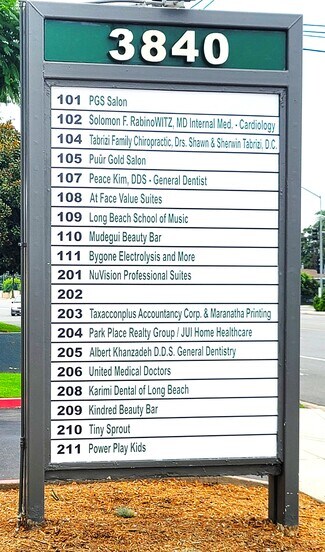 3840
101 PGS Salon
102 Solomon F. RabinoWITZ, MD Internal Med. - Cardiology
104 Tabrizi Family Chiropractic, Drs. Shawn & Sherwin Tabrizi, D.C.
105 Puür Gold Salon
107 Peace Kim, DDS - General Dentist
108 At Face Value Suites
109 Long Beach School of Music
110 Mudegui Beauty Bar
111 Bygone Electrolysis and More
201 NuVision Professional Suites
202
203 Taxacconplus Accountancy Corp. & Maranatha Printing
204 Park Place Realty Group / JUI Home Healthcare
205 Albert Khanzadeh D.D.S. General Dentistry
206 United Medical Doctors
208 Karimi Dental of Long Beach
209 Kindred Beauty Bar
210 Tiny Sprout
211 Power Play Kids